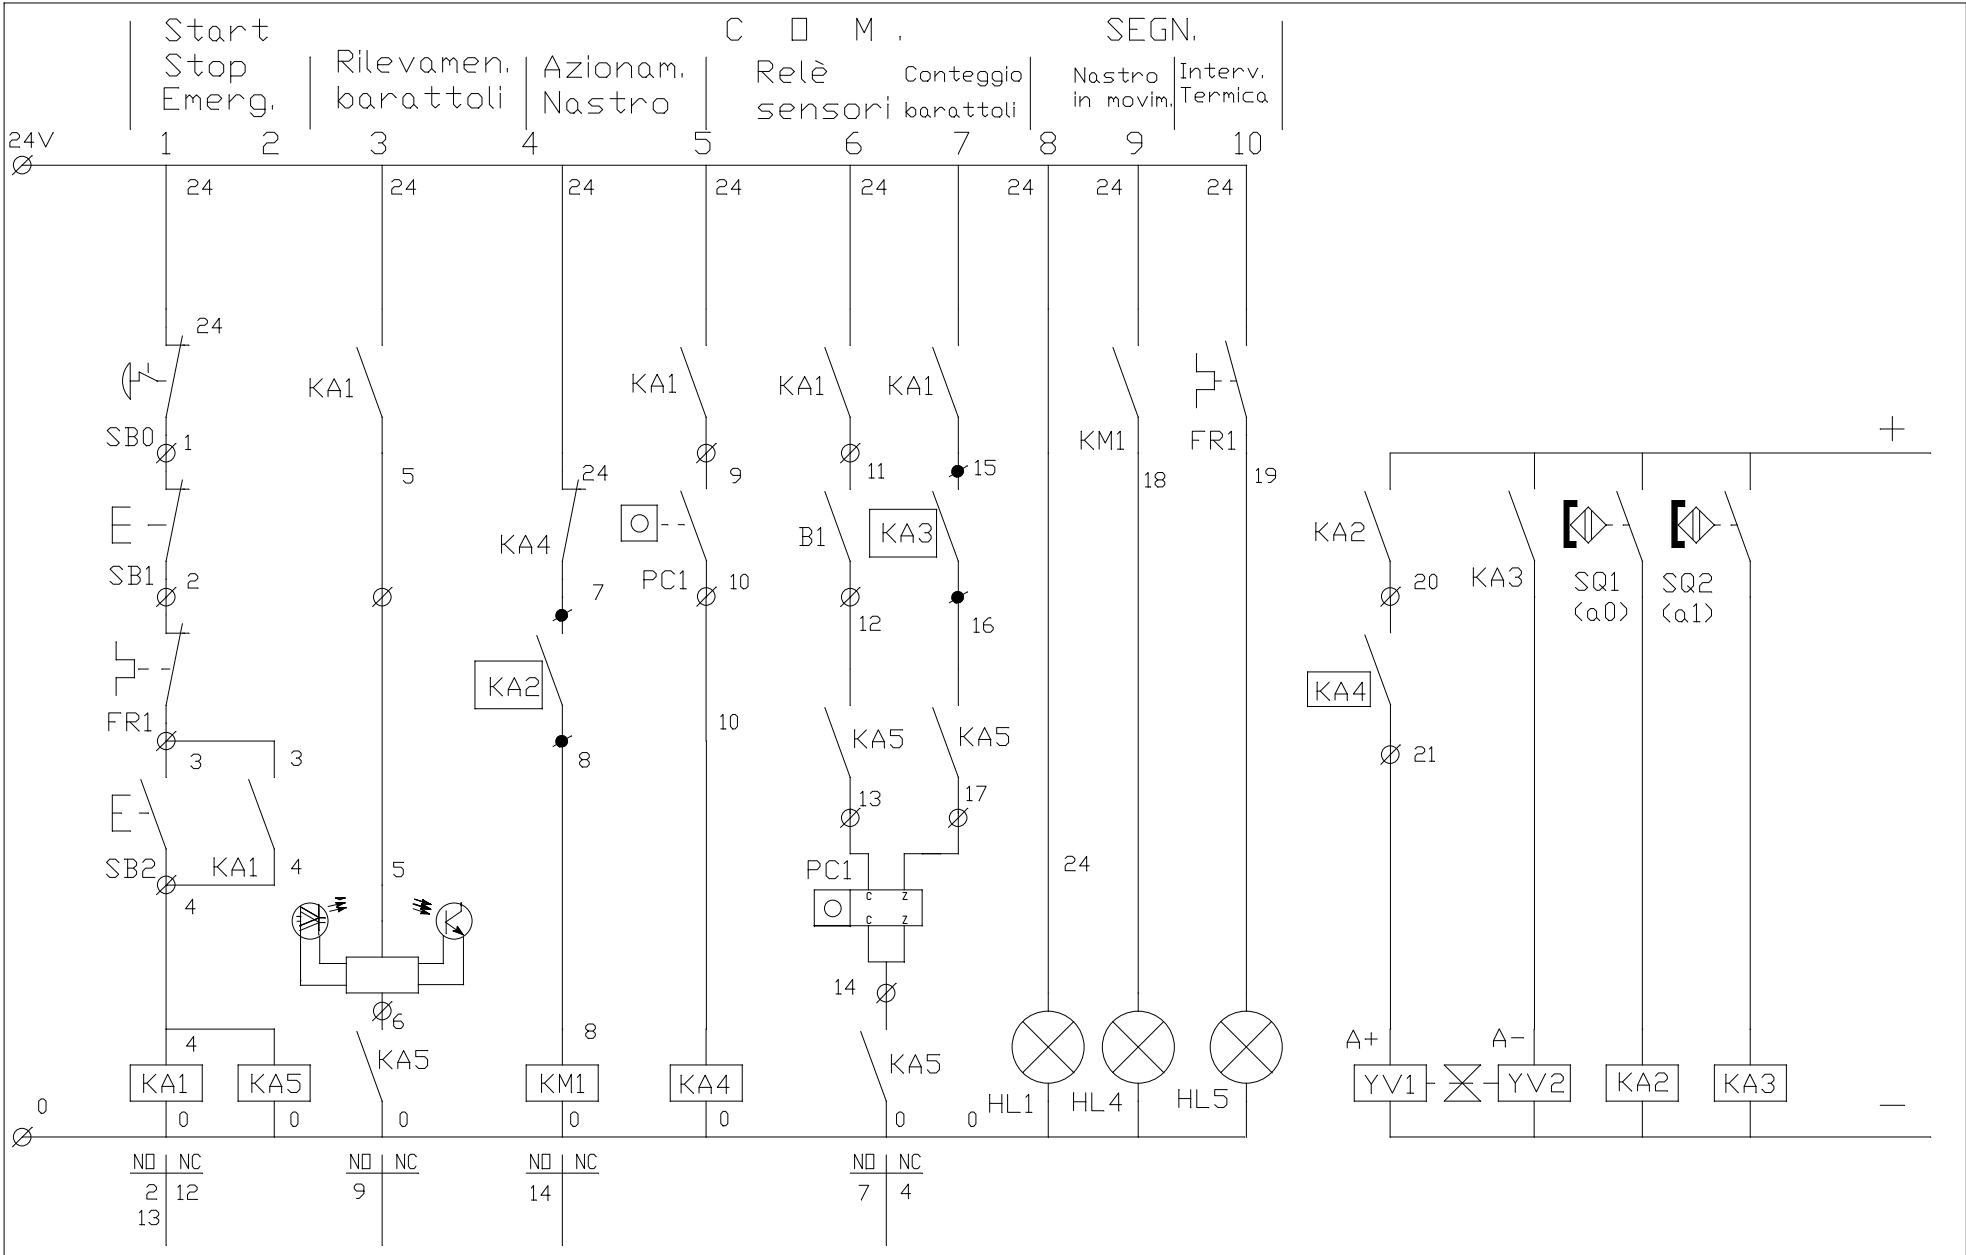 Start
Stop
Emerg.
Rilevamen.
barattoli
Azionam.
Nastro
C O M .
Relè
sensori
Conteggio
barattoli
SEGN.
Nastro
in movim.
Interv.
Termica
24V 1 2 3 4 5 6 7 8 9 10
24 24 24 24 24 24 24 24
24
KA1 KA1 KA1 KA1
SB0 1 KM1 FR1 +
5 24 9 11 15 18 19
KA4 B1 KA3 KA2
SB1 2 7 PC1 10 KA3 SQ1 SQ2 20
12 16 (a0) (a1)
KA2 KA4
FR1 10 KA5 KA5
3 3 8 21
13 17
SB2 KA1 4 5 PC1 24
4 C Z
C Z
14
6
4 KA5 8 KA5 A+ A-
KA1 KA5 KM1 KA4 YV1 YV2 KA2 KA3
0 HL1 HL4 HL5 -
0 0 0 0 0 0 0
NO NC NO NC NO NC NO NC
2 12 9 14 7 4
13